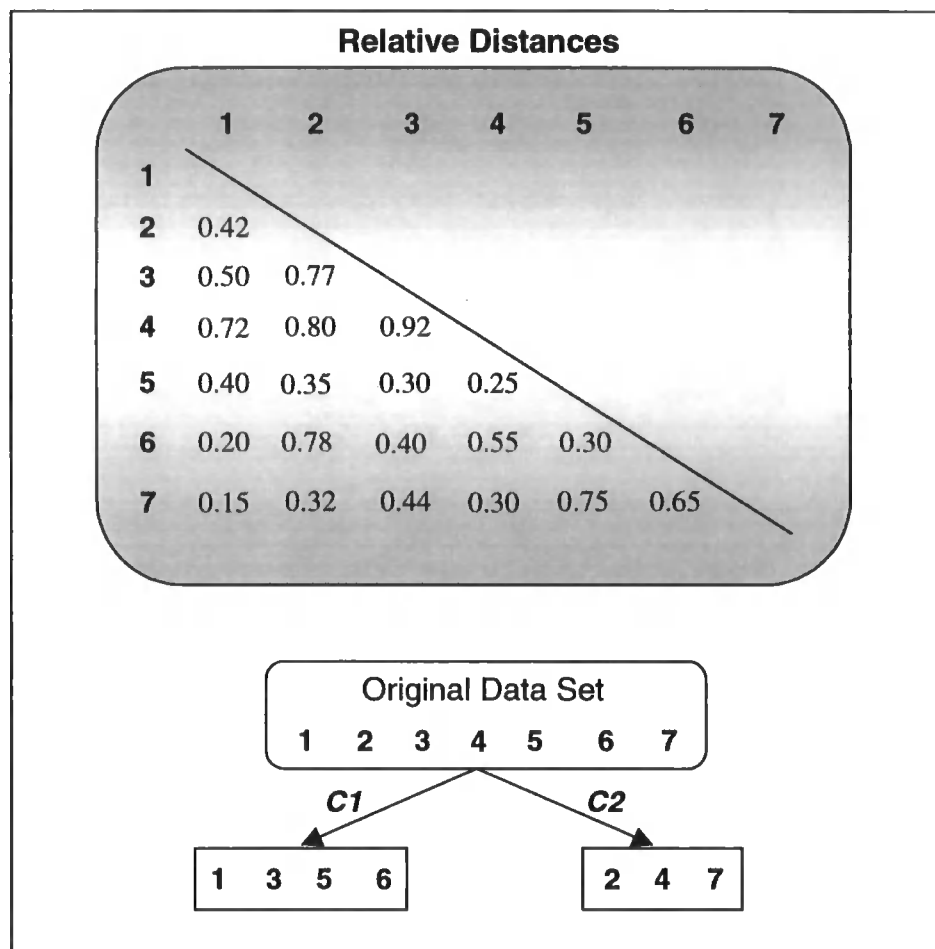 Relative Distances
1 2 3 4 5 6 7
1
2 0.42
3 0.50 0.77
4 0.72 0.80 0.92
5 0.40 0.35 0.30 0.25
6 0.20 0.78 0.40 0.55 0.30
7 0.15 0.32 0.44 0.30 0.75 0.65
Original Data Set
1 2 3 4 5 6 7
C1 C2
1 3 5 6 2 4 7